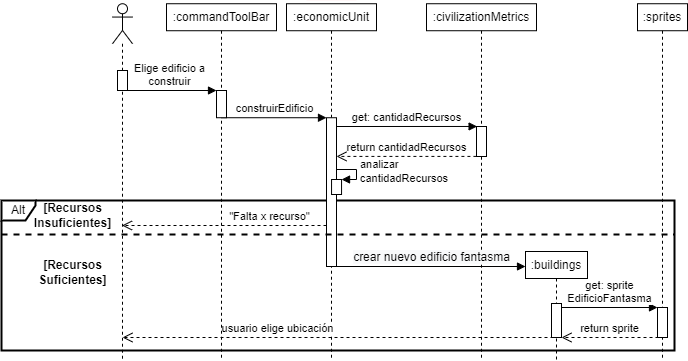 :commandToolBar
:economicUnit
:civilizationMetrics
:sprites
Elige edificio a
construir
construirEdificio
get: cantidadRecursos
return cantidadRecursos
analizar
cantidadRecursos
Alt
[Recursos
Insuficientes]
"Falta x recurso"
[Recursos
Suficientes]
crear nuevo edificio fantasma
:buildings
get: sprite
EdificioFantasma
return sprite
usuario elige ubicación